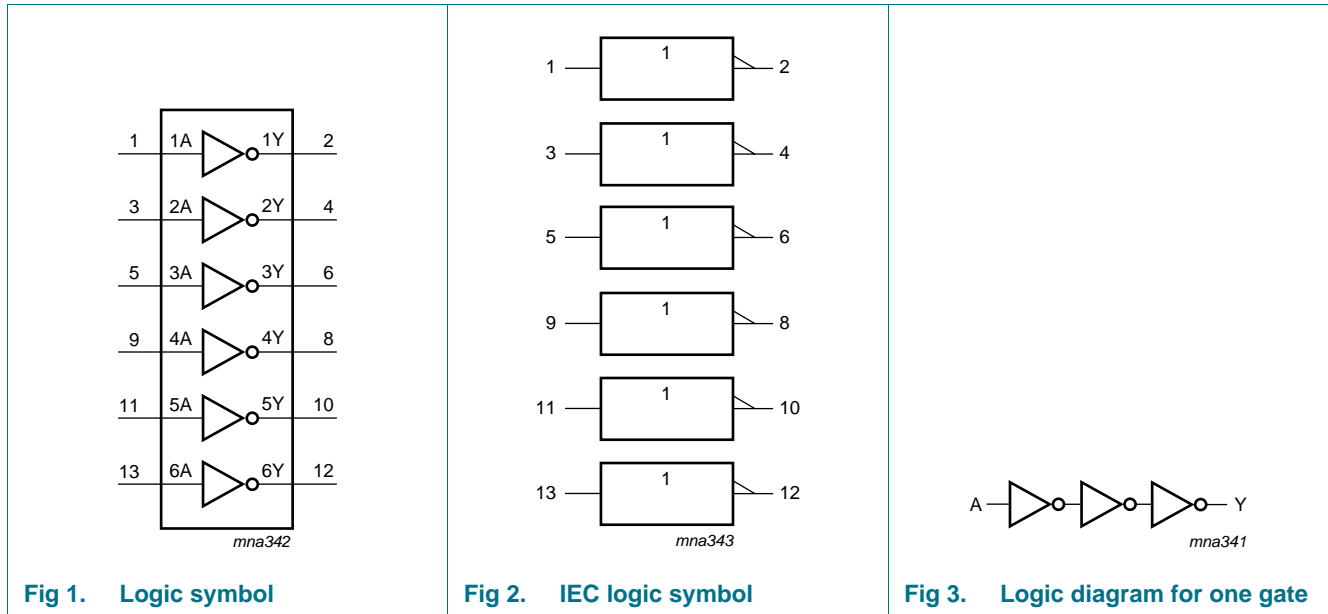 1 1A 1Y 2
3 2A 2Y 4
5 3A 3Y 6
9 4A 4Y 8
11 5A 5Y 10
13 6A 6Y 12
mna342
Fig 1. Logic symbol
1 1 2
3 1 4
5 1 6
9 1 8
11 1 10
13 1 12
mna343
Fig 2. IEC logic symbol
A Y
mna341
Fig 3. Logic diagram for one gate